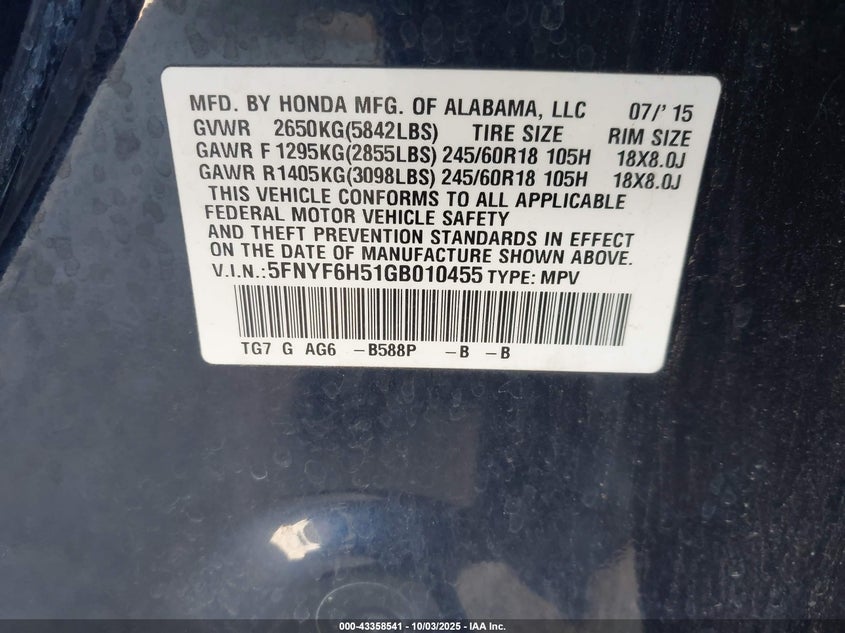 MFD. BY HONDA MFG. OF ALABAMA, LLC 07/' 15
GVWR 2650KG(5842LBS) TIRE SIZE RIM SIZE
GAWR F 1295KG(2855LBS) 245/60R18 105H 18X8.0J
GAWR R1405KG(3098LBS) 245/60R18 105H 18X8.0J
THIS VEHICLE CONFORMS TO ALL APPLICABLE
FEDERAL MOTOR VEHICLE SAFETY
AND THEFT PREVENTION STANDARDS IN EFFECT
ON THE DATE OF MANUFACTURE SHOWN ABOVE.
V.I.N.:5FNYF6H51GB010455 TYPE: MPV
TG7 G AG6 -B588P -B -B
000-43358541 - 10/03/2025 - IAA Inc.